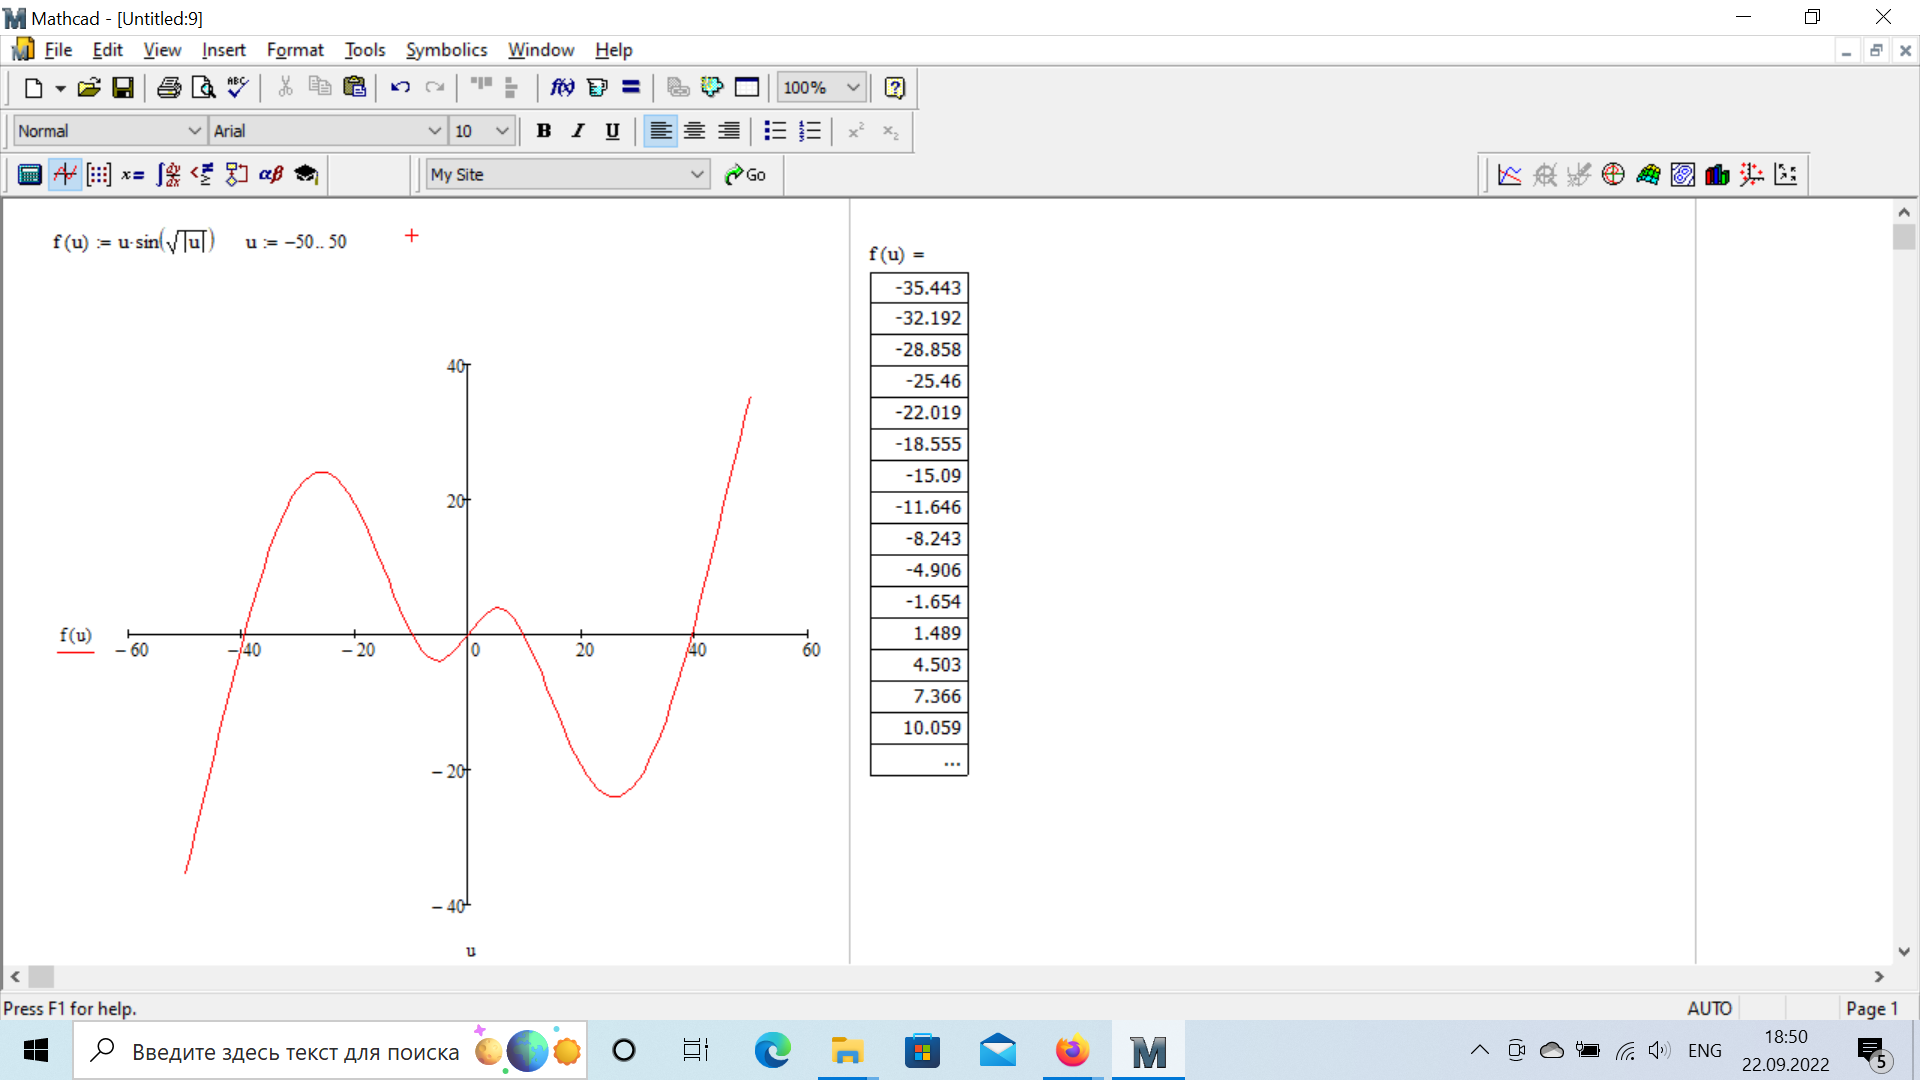 Mathcad - [Untitled:9]
File Edit View Insert Format Tools Symbolics Window Help
100%
Normal Arial 10 B I U
My Site Go
f(u) := u·sin(√|u|) u := −50..50
f(u) =
-35.443
-32.192
-28.858
-25.46
-22.019
-18.555
-15.09
-11.646
-8.243
-4.906
-1.654
1.489
4.503
7.366
10.059
...
40
20
f(u)
−60 −40 −20 0 20 40 60
−20
−40
u
Press F1 for help. AUTO Page 1
Введите здесь текст для поиска
ENG
18:50
22.09.2022
5